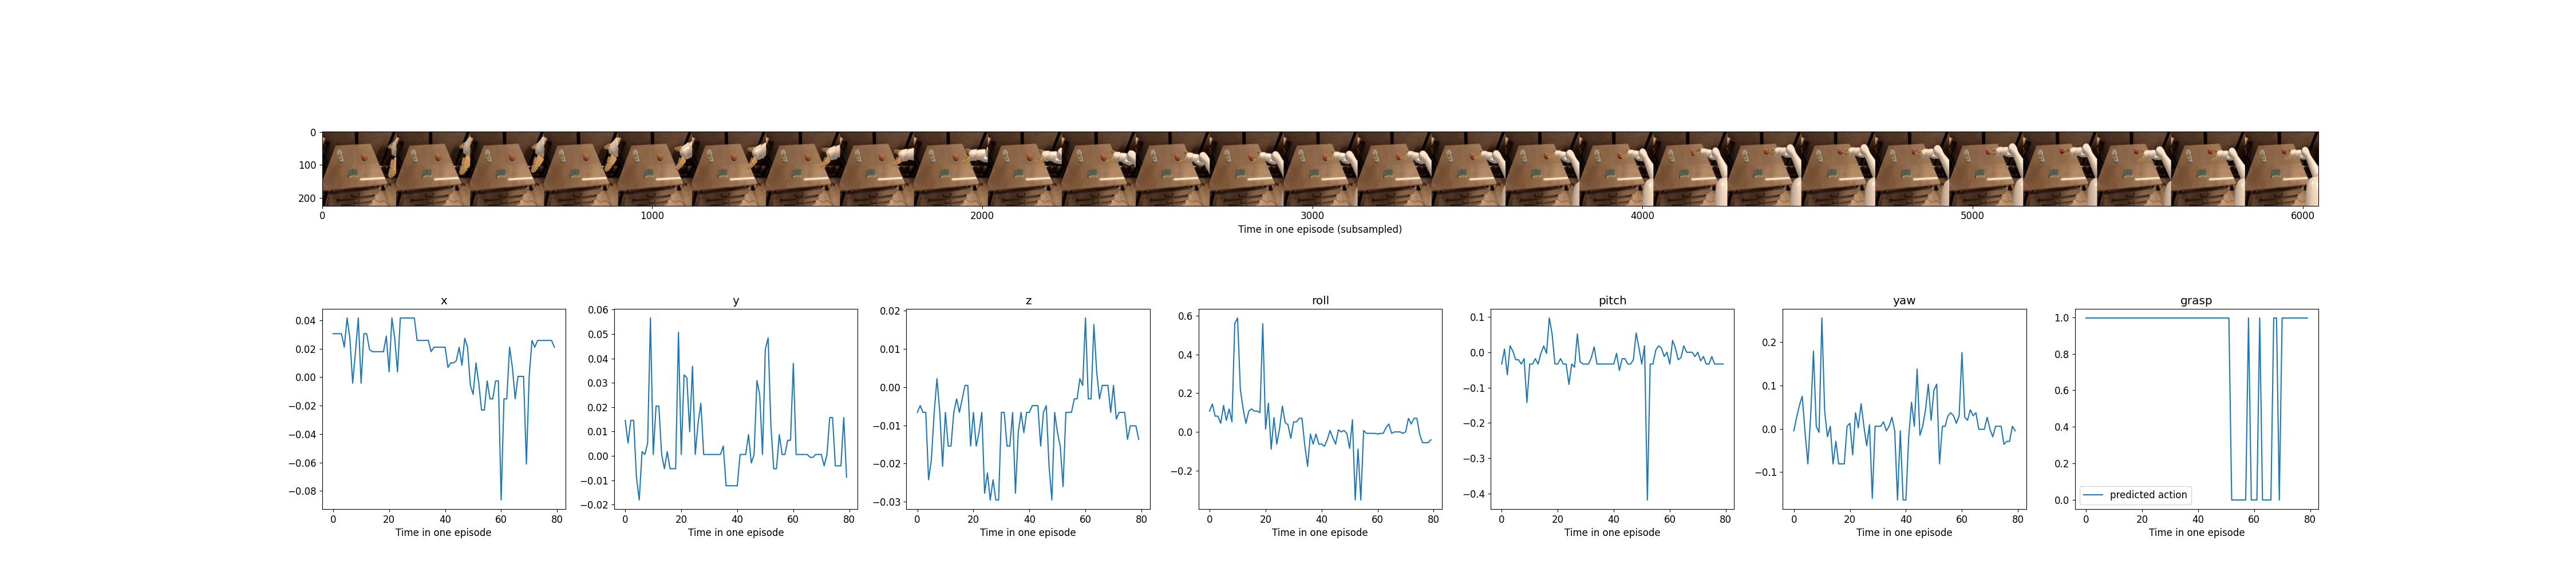 0
100
200
0 1000 2000 3000 4000 5000 6000
Time in one episode (subsampled)
x
0.04
0.02
0.00
−0.02
−0.04
−0.06
−0.08
0 20 40 60 80
Time in one episode
y
0.06
0.05
0.04
0.03
0.02
0.01
0.00
−0.01
−0.02
0 20 40 60 80
Time in one episode
z
0.02
0.01
0.00
−0.01
−0.02
−0.03
0 20 40 60 80
Time in one episode
roll
0.6
0.4
0.2
0.0
−0.2
0 20 40 60 80
Time in one episode
pitch
0.1
0.0
−0.1
−0.2
−0.3
−0.4
0 20 40 60 80
Time in one episode
yaw
0.2
0.1
0.0
−0.1
0 20 40 60 80
Time in one episode
grasp
1.0
0.8
0.6
0.4
0.2
0.0
predicted action
0 20 40 60 80
Time in one episode